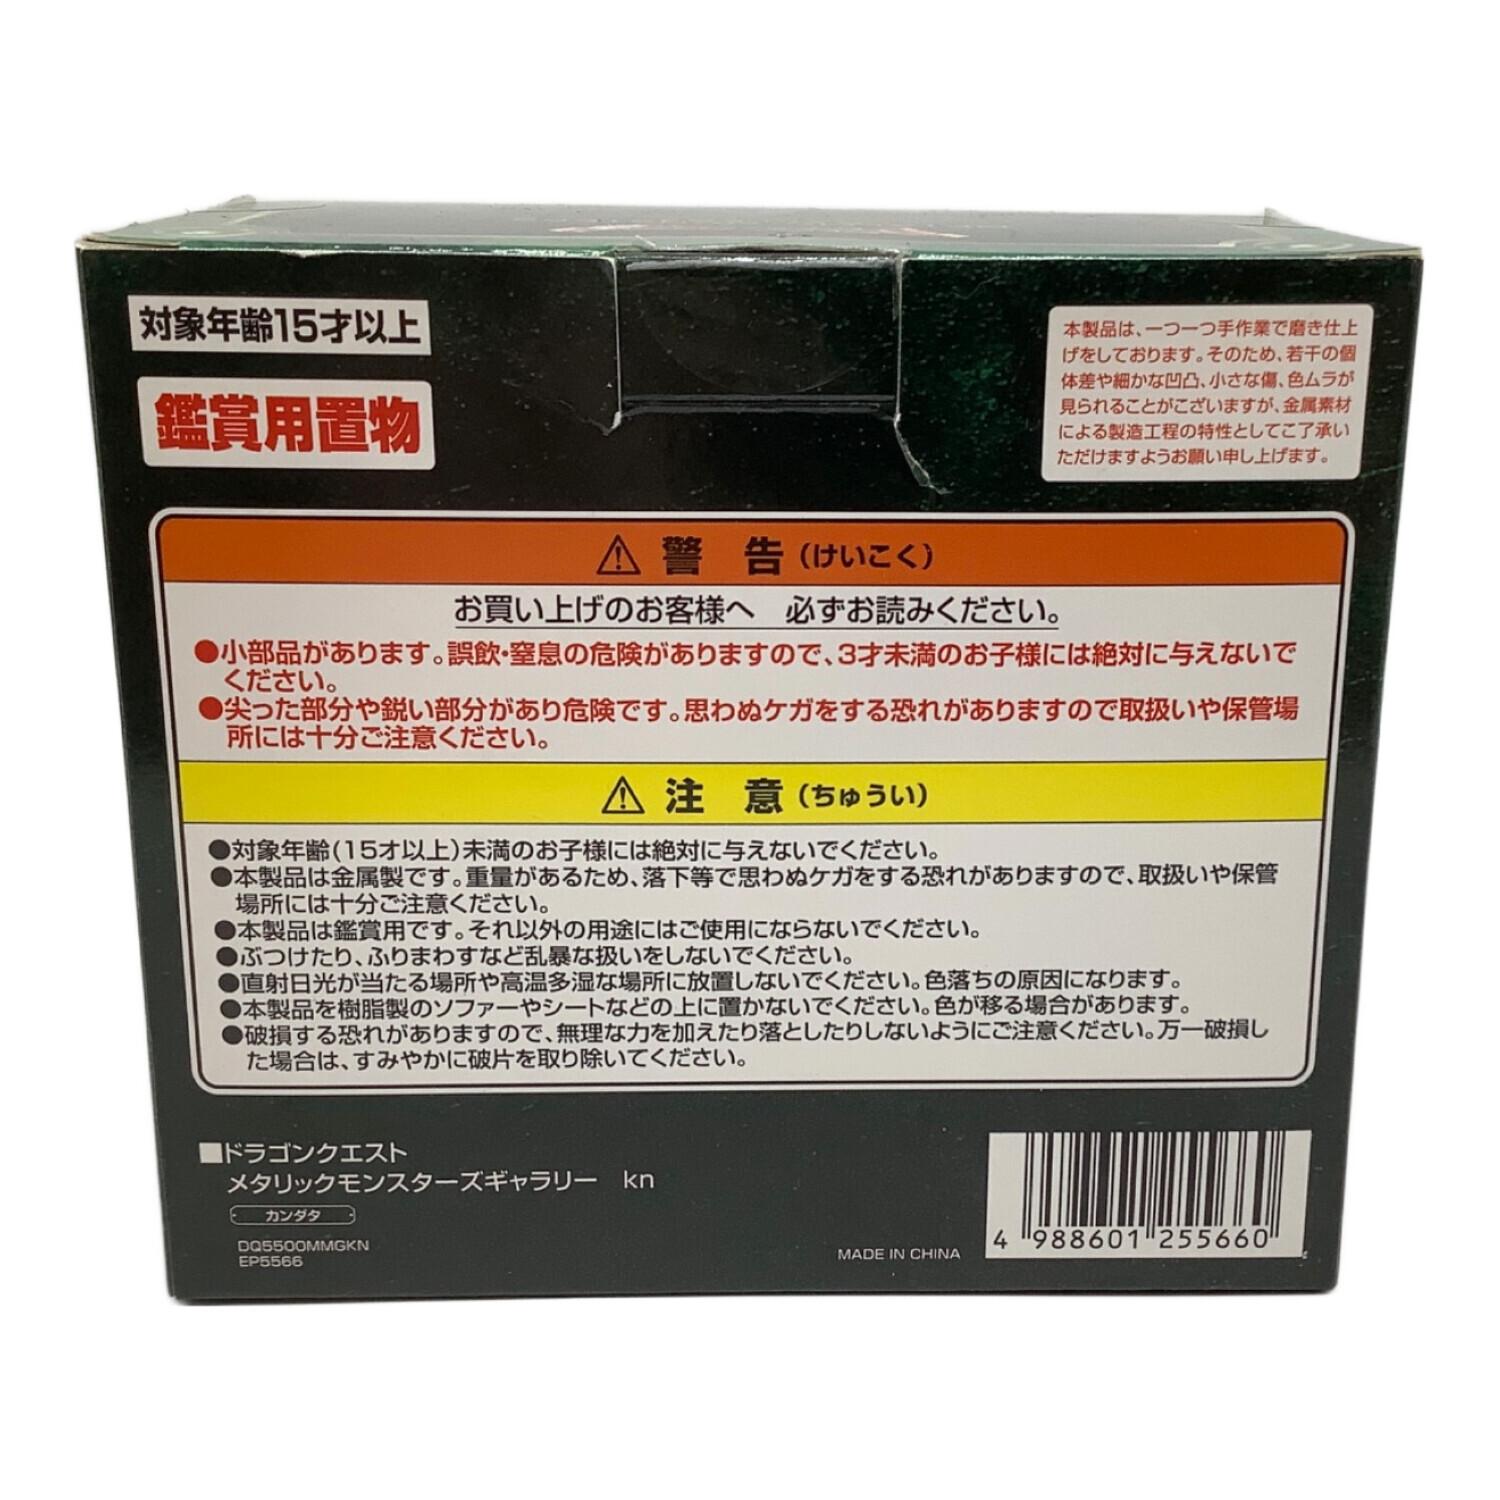 対象年齢15才以上
鑑賞用置物
本製品は、一つ一つ手作業で磨き仕上
げをしております。そのため、若干の個
体差や細かな凹凸、小さな傷、色ムラが
見られることがございますが、金属素材
による製造工程の特性としてご了承い
ただけますようお願い申し上げます。
⚠ 警 告（けいこく）
お買い上げのお客様へ 必ずお読みください。
●小部品があります。誤飲・窒息の危険がありますので、3才未満のお子様には絶対に与えないで
ください。
●尖った部分や鋭い部分があり危険です。思わぬケガをする恐れがありますので取扱いや保管場
所には十分ご注意ください。
⚠ 注 意（ちゅうい）
●対象年齢（15才以上）未満のお子様には絶対に与えないでください。
●本製品は金属製です。重量があるため、落下等で思わぬケガをする恐れがありますので、取扱いや保管
場所には十分ご注意ください。
●本製品は鑑賞用です。それ以外の用途にはご使用にならないでください。
●ぶつけたり、ふりまわすなど乱暴な扱いをしないでください。
●直射日光が当たる場所や高温多湿な場所に放置しないでください。色落ちの原因になります。
●本製品を樹脂製のソファーやシートなどの上に置かないでください。色が移る場合があります。
●破損する恐れがありますので、無理な力を加えたり落としたりしないようにご注意ください。万一破損し
た場合は、すみやかに破片を取り除いてください。
■ドラゴンクエスト
メタリックモンスターズギャラリー kn
カンダタ
DQ5500MMGKN
EP5566
MADE IN CHINA
4 988601 255660